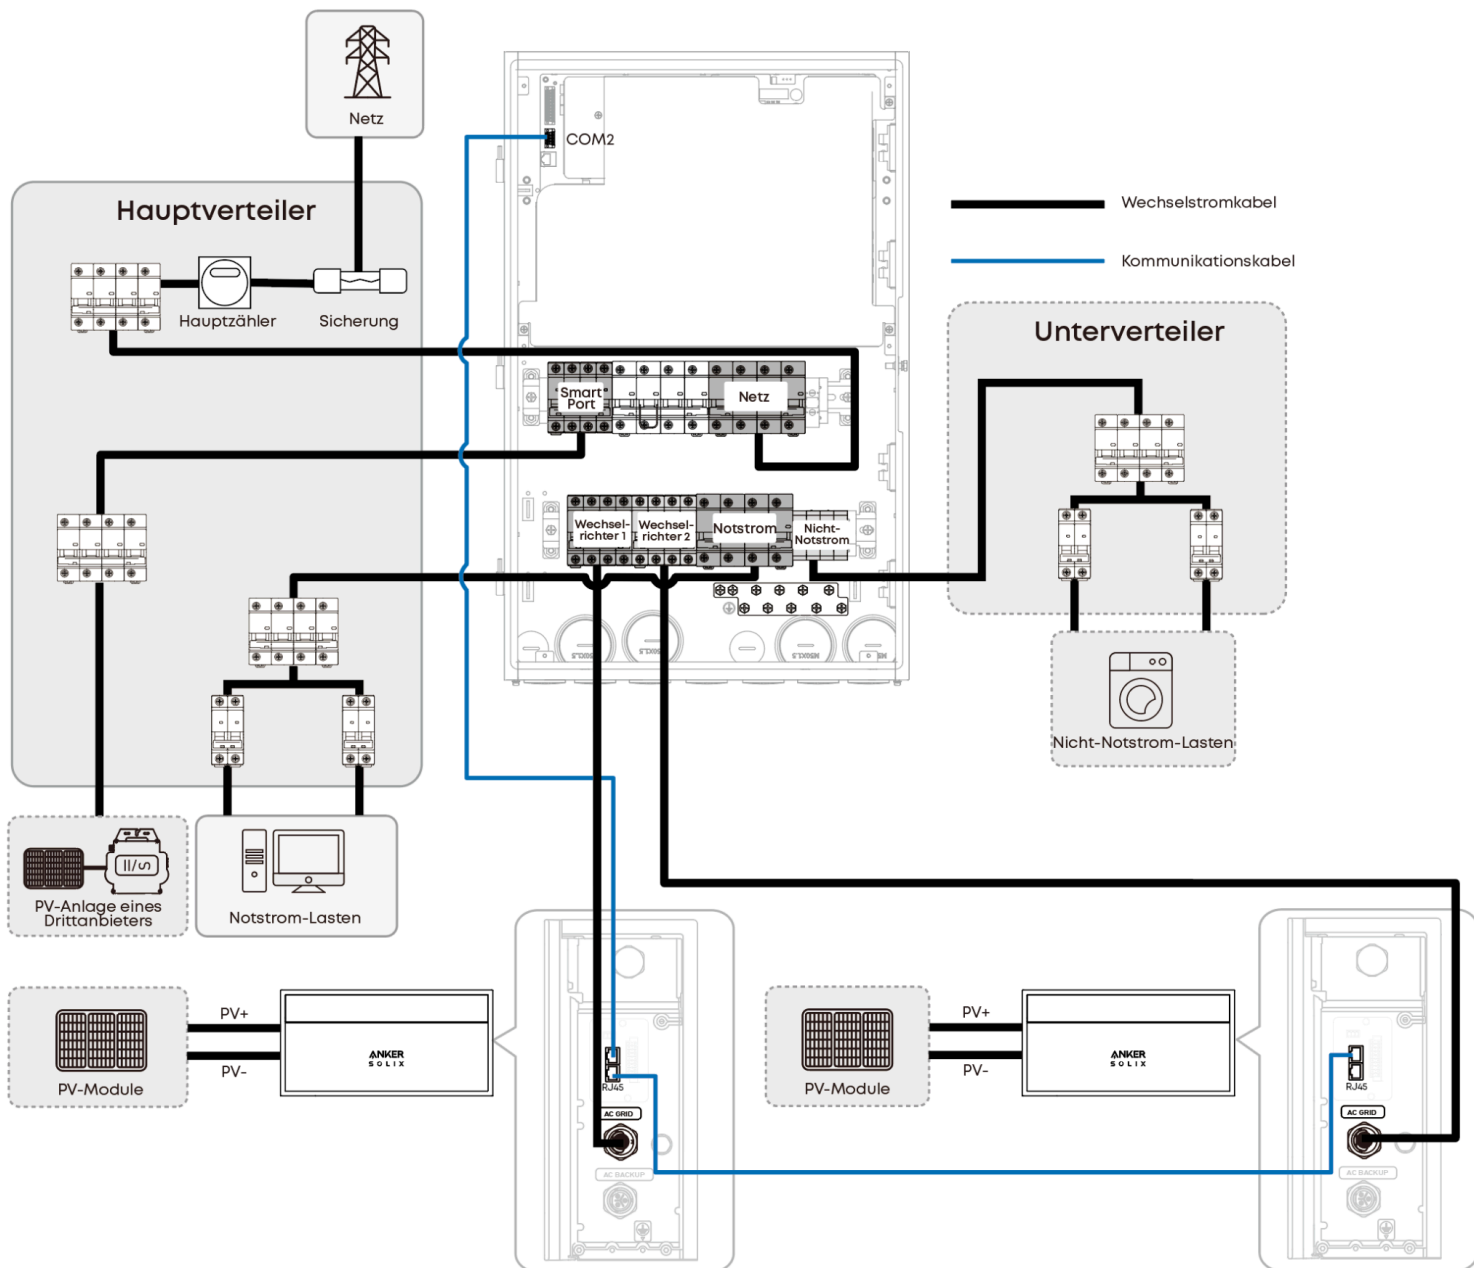 Netz
COM2
Hauptverteiler
Wechselstromkabel
Kommunikationskabel
Hauptzähler
Sicherung
Unterverteiler
Smart
Port
Netz
Wechsel-
richter 1
Wechsel-
richter 2
Notstrom
Nicht-
Notstrom
Nicht-Notstrom-Lasten
PV-Anlage eines
Drittanbieters
Notstrom-Lasten
PV+
PV-
PV-Module
ANKER
SOLIX
RJ45
AC GRID
AC BACKUP
PV+
PV-
PV-Module
ANKER
SOLIX
RJ45
AC GRID
AC BACKUP